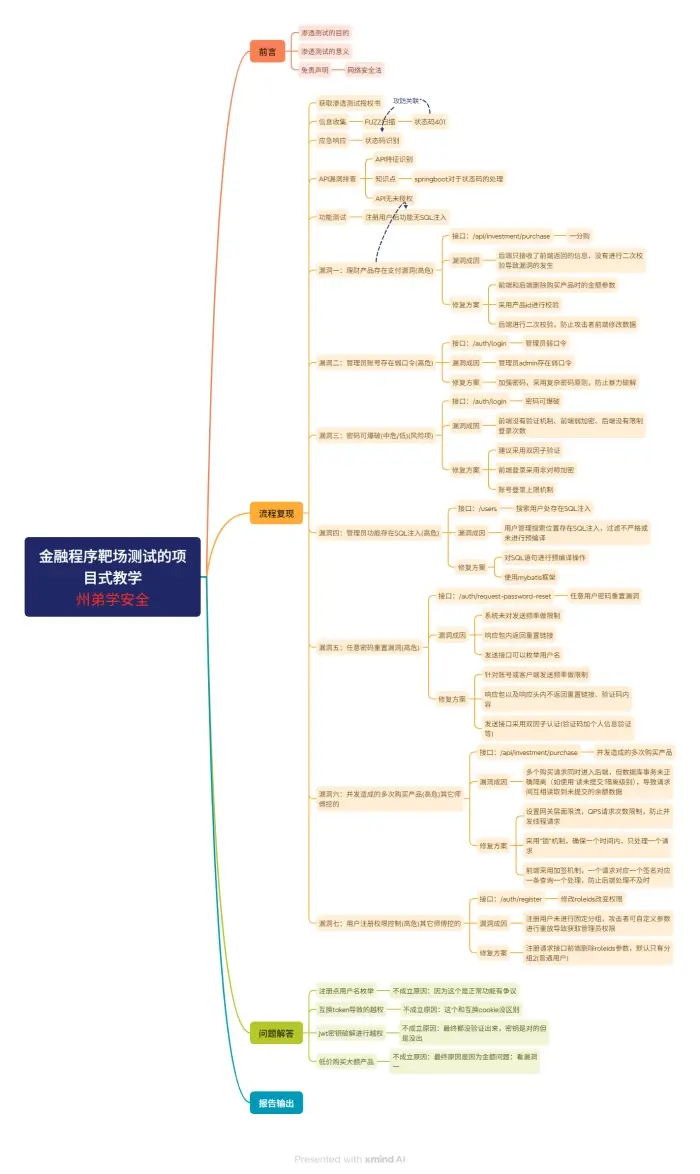 前言
渗透测试的目的
渗透测试的意义
免责声明
网络安全法
流程复现
获取渗透测试授权书
攻防关联
信息收集
FUZZ扫描
状态码401
应急响应
状态码识别
API漏洞排查
API特征识别
知识点
springboot对于状态码的处理
API无未授权
功能测试
注册用户后功能无SQL注入
漏洞一：理财产品存在支付漏洞(高危)
接口：/api/investment/purchase
一分购
漏洞成因
后端只接收了前端返回的信息，没有进行二次校
验导致漏洞的发生
修复方案
前端和后端删除购买产品时的金额参数
采用产品id进行校验
后端进行二次校验，防止攻击者前端修改数据
漏洞二：管理员账号存在弱口令(高危)
接口：/auth/login
管理员弱口令
漏洞成因
管理员admin存在弱口令
修复方案
加强密码，采用复杂密码原则，防止暴力破解
漏洞三：密码可爆破(中危/低)(风险项)
接口：/auth/login
密码可爆破
漏洞成因
前端没有验证机制、前端弱加密、后端没有限制
登录次数
修复方案
建议采用双因子验证
前端登录采用非对称加密
账号登录上限机制
漏洞四：管理员功能存在SQL注入(高危)
接口：/users
搜索用户处存在SQL注入
漏洞成因
用户管理搜索位置存在SQL注入，过滤不严格或
未进行预编译
修复方案
对SQL语句进行预编译操作
使用mybatis框架
漏洞五：任意密码重置漏洞(高危)
接口：/auth/request-password-reset
任意用户密码重置漏洞
漏洞成因
系统未对发送频率做限制
响应包内返回重置链接
发送接口可以枚举用户名
修复方案
针对账号或客户端发送频率做限制
响应包以及响应头内不返回重置链接、验证码内
容
发送接口采用双因子认证(验证码加个人信息验证
等)
漏洞六：并发造成的多次购买产品(高危)其它师
傅挖的
接口：/api/investment/purchase
并发造成的多次购买产品
漏洞成因
多个购买请求同时进入后端，但数据库事务未正
确隔离（如使用"读未提交"隔离级别），导致请求
间互相读取到未提交的余额数据
修复方案
设置网关层面限流，QPS请求次数限制，防止并
发线程请求
采用"锁"机制，确保一个时间内，只处理一个请
求
前端采用加签机制，一个请求对应一个签名对应
一条查询一个处理，防止后端处理不及时
漏洞七：用户注册权限控制(高危)其它师傅挖的
接口：/auth/register
修改roleids改变权限
漏洞成因
注册用户未进行固定分组，攻击者可自定义参数
进行重放导致获取管理员权限
修复方案
注册请求接口前端删除roleids参数，默认只有分
组2(普通用户)
金融程序靶场测试的项
目式教学
州弟学安全
问题解答
注册点用户名枚举
不成立原因：因为这个是正常功能有争议
互换token导致的越权
不成立原因：这个和互换cookie没区别
jwt密钥破解进行越权
不成立原因：最终都没验证出来，密钥是对的但
是没出
低价购买大额产品
不成立原因：最终原因是因为金额问题：看漏洞
一
报告输出
Presented with xmind AI